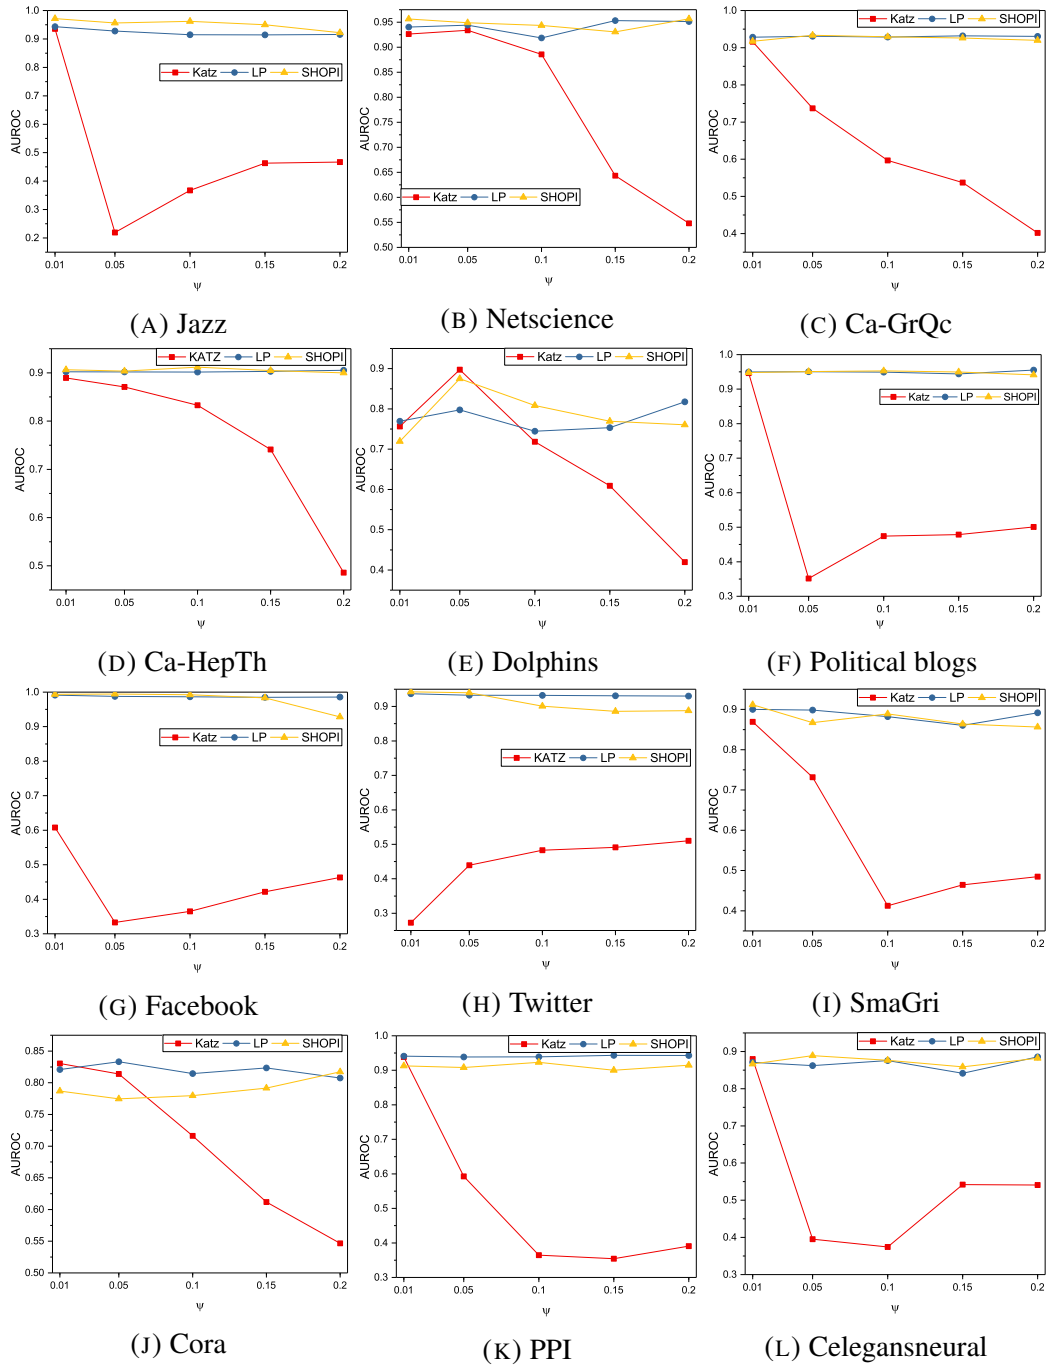 1.0
0.9
0.8
0.7
0.6
0.5
0.4
0.3
0.2
AUROC
Katz LP SHOPI
0.01 0.05 0.1 0.15 0.2
ψ
(A) Jazz
0.95
0.90
0.85
0.80
0.75
0.70
0.65
0.60
0.55
0.50
AUROC
Katz LP SHOPI
0.01 0.05 0.1 0.15 0.2
ψ
(B) Netscience
0.9
0.8
0.7
0.6
0.5
0.4
AUROC
Katz LP SHOPI
0.01 0.05 0.1 0.15 0.2
ψ
(C) Ca-GrQc
0.9
0.8
0.7
0.6
0.5
AUROC
KATZ LP SHOPI
0.01 0.05 0.1 0.15 0.2
ψ
(D) Ca-HepTh
0.9
0.8
0.7
0.6
0.5
0.4
AUROC
Katz LP SHOPI
0.01 0.05 0.1 0.15 0.2
ψ
(E) Dolphins
1.0
0.9
0.8
0.7
0.6
0.5
0.4
0.3
AUROC
Katz LP SHOPI
0.01 0.05 0.1 0.15 0.2
ψ
(F) Political blogs
1.0
0.9
0.8
0.7
0.6
0.5
0.4
0.3
AUROC
Katz LP SHOPI
0.01 0.05 0.1 0.15 0.2
ψ
(G) Facebook
0.9
0.8
0.7
0.6
0.5
0.4
0.3
AUROC
KATZ LP SHOPI
0.01 0.05 0.1 0.15 0.2
ψ
(H) Twitter
0.9
0.8
0.7
0.6
0.5
0.4
AUROC
Katz LP SHOPI
0.01 0.05 0.1 0.15 0.2
ψ
(I) SmaGri
0.85
0.80
0.75
0.70
0.65
0.60
0.55
0.50
AUROC
Katz LP SHOPI
0.01 0.05 0.1 0.15 0.2
ψ
(J) Cora
1.0
0.9
0.8
0.7
0.6
0.5
0.4
0.3
AUROC
Katz LP SHOPI
0.01 0.05 0.1 0.15 0.2
ψ
(K) PPI
0.9
0.8
0.7
0.6
0.5
0.4
0.3
AUROC
Katz LP SHOPI
0.01 0.05 0.1 0.15 0.2
ψ
(L) Celegansneural